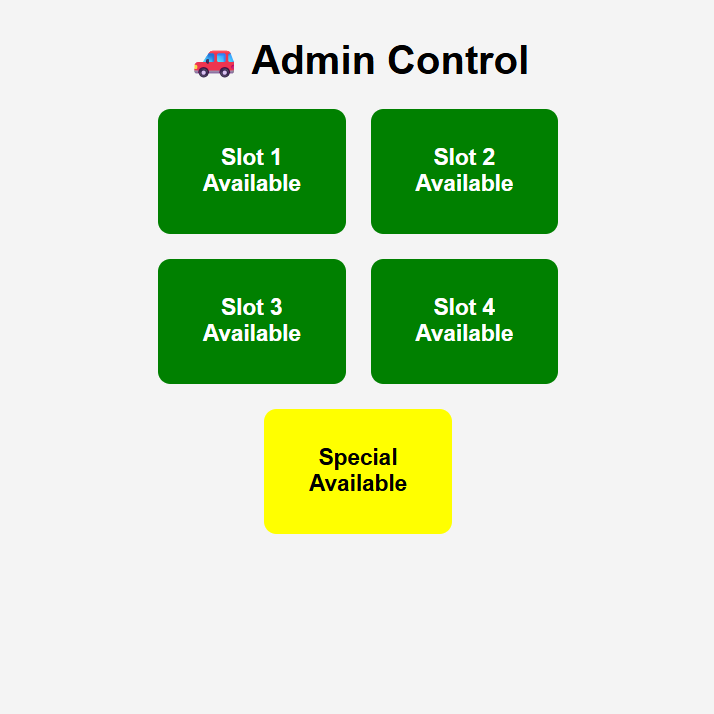 🚗 Admin Control
Slot 1
Available
Slot 2
Available
Slot 3
Available
Slot 4
Available
Special
Available